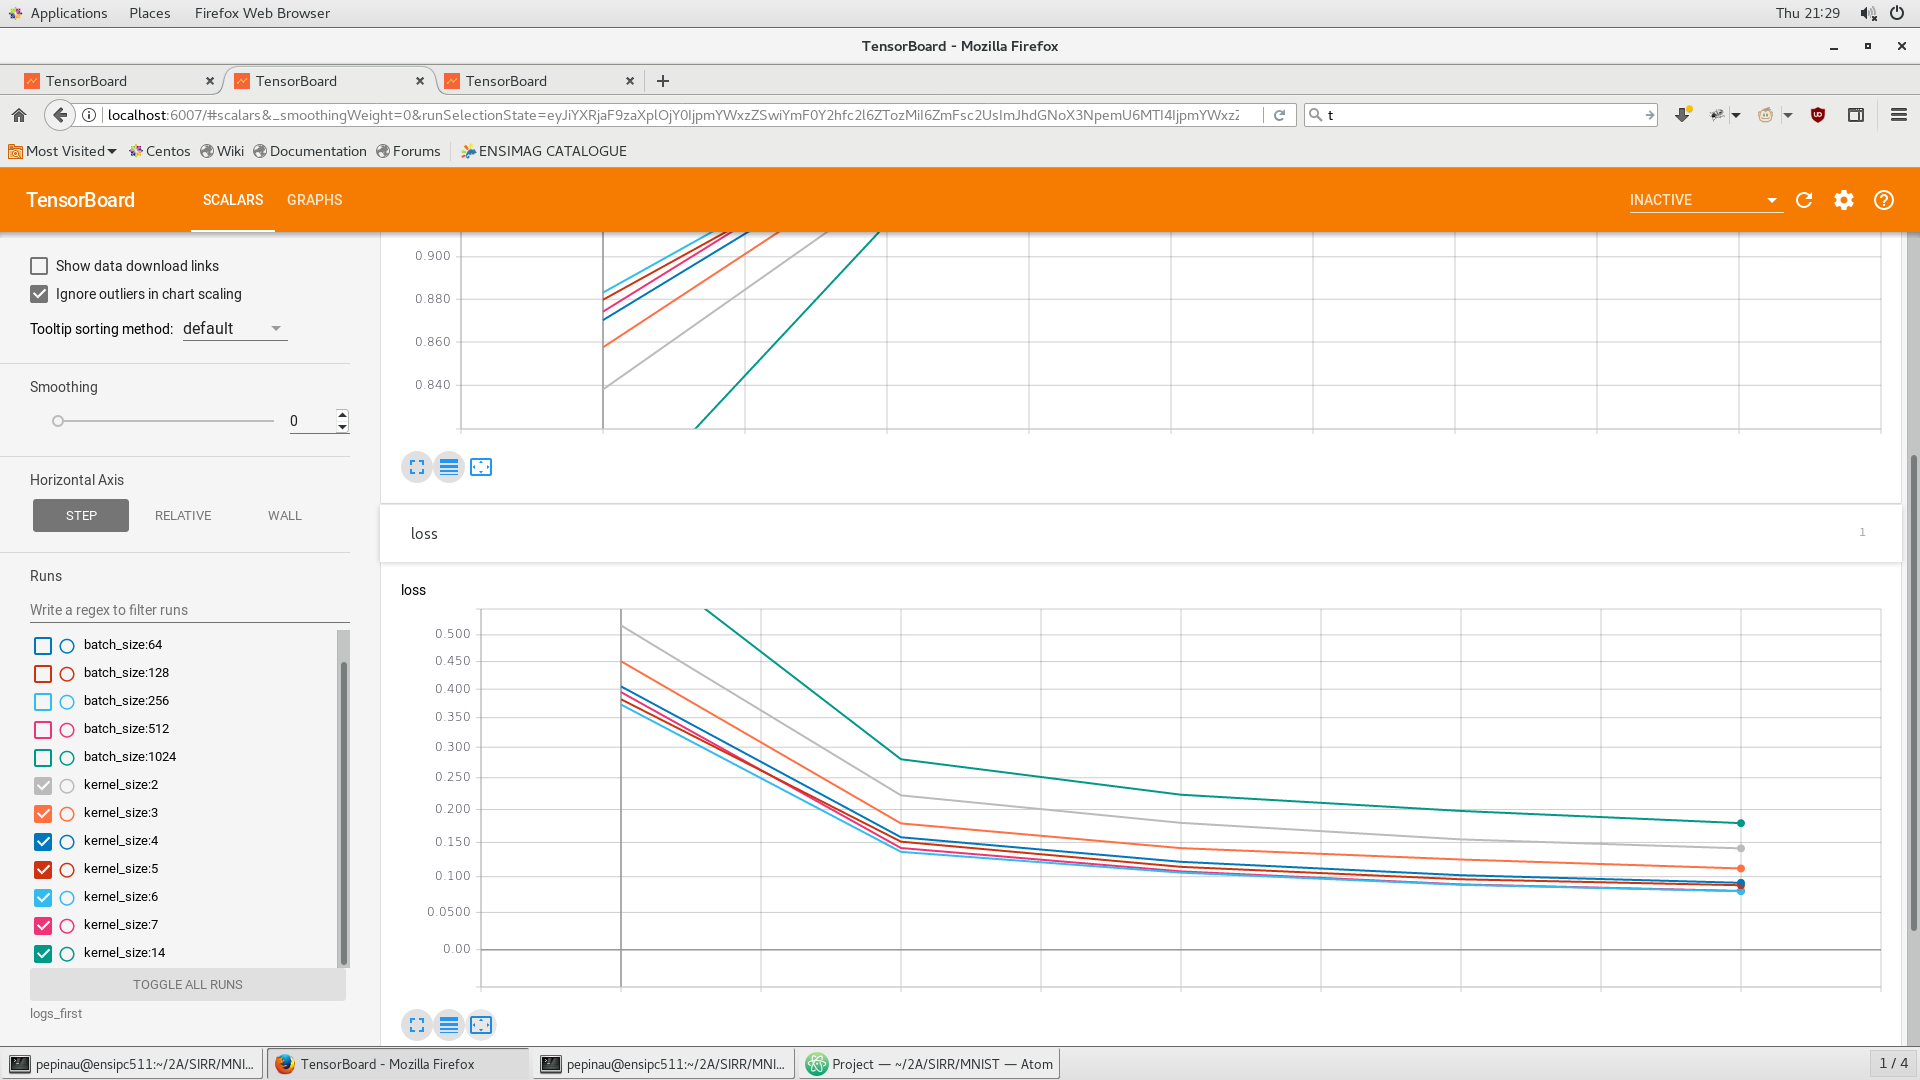 Applications Places Firefox Web Browser Thu 21:29
TensorBoard - Mozilla Firefox
TensorBoard TensorBoard TensorBoard
t
Most Visited Centos Wiki Documentation Forums ENSIMAG CATALOGUE
TensorBoard SCALARS GRAPHS INACTIVE
Show data download links
Ignore outliers in chart scaling
Tooltip sorting method: default
Smoothing
0
Horizontal Axis
STEP RELATIVE WALL
Runs
Write a regex to filter runs
batch_size:64
batch_size:128
batch_size:256
batch_size:512
batch_size:1024
kernel_size:2
kernel_size:3
kernel_size:4
kernel_size:5
kernel_size:6
kernel_size:7
kernel_size:14
TOGGLE ALL RUNS
logs_first
0.900
0.880
0.860
0.840
loss 1
loss
0.500
0.450
0.400
0.350
0.300
0.250
0.200
0.150
0.100
0.0500
0.00
pepinau@ensipc511:~/2A/SIRR/MNI... TensorBoard - Mozilla Firefox pepinau@ensipc511:~/2A/SIRR/MNI... Project — ~/2A/SIRR/MNIST — Atom 1 / 4